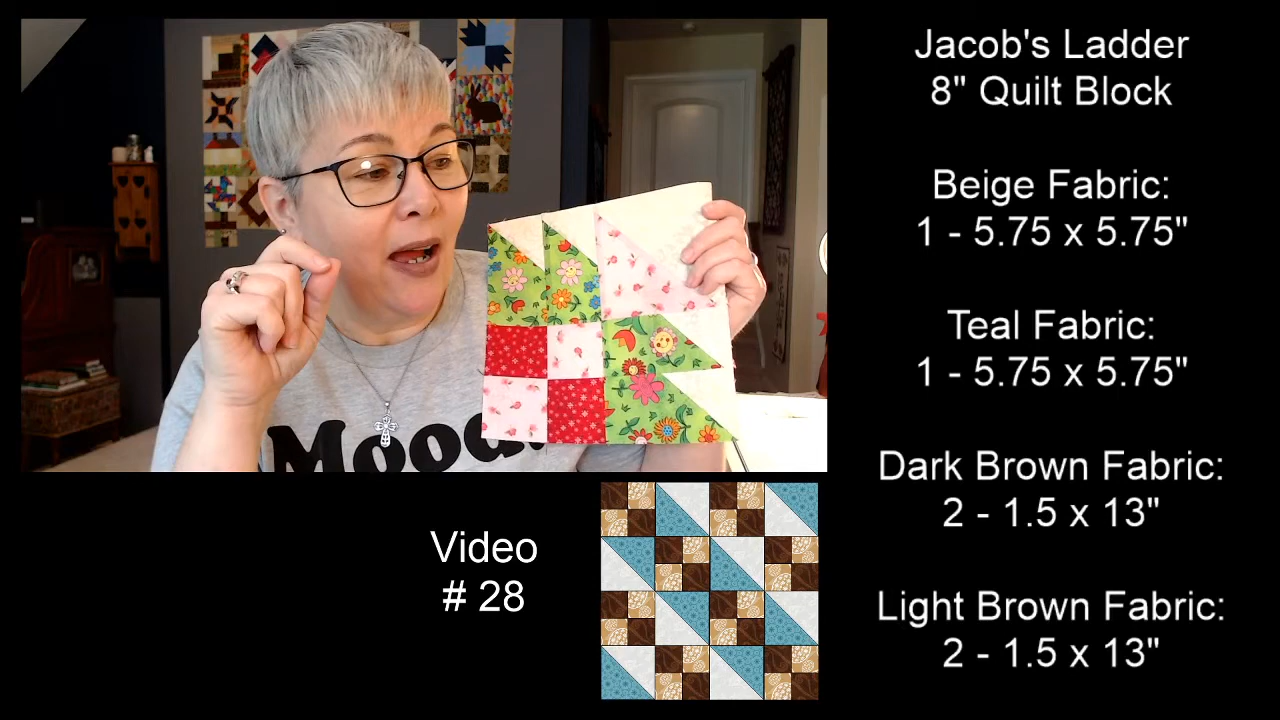 Jacob's Ladder
8" Quilt Block
Beige Fabric:
1 - 5.75 x 5.75"
Teal Fabric:
1 - 5.75 x 5.75"
Dark Brown Fabric:
2 - 1.5 x 13"
Light Brown Fabric:
2 - 1.5 x 13"
Mood
Video
# 28